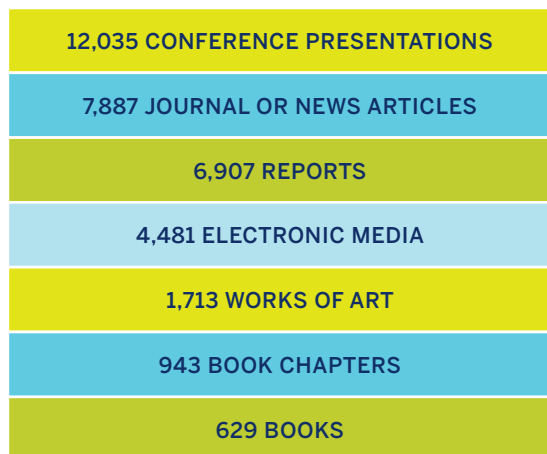 12,035 CONFERENCE PRESENTATIONS
7,887 JOURNAL OR NEWS ARTICLES
6,907 REPORTS
4,481 ELECTRONIC MEDIA
1,713 WORKS OF ART
943 BOOK CHAPTERS
629 BOOKS